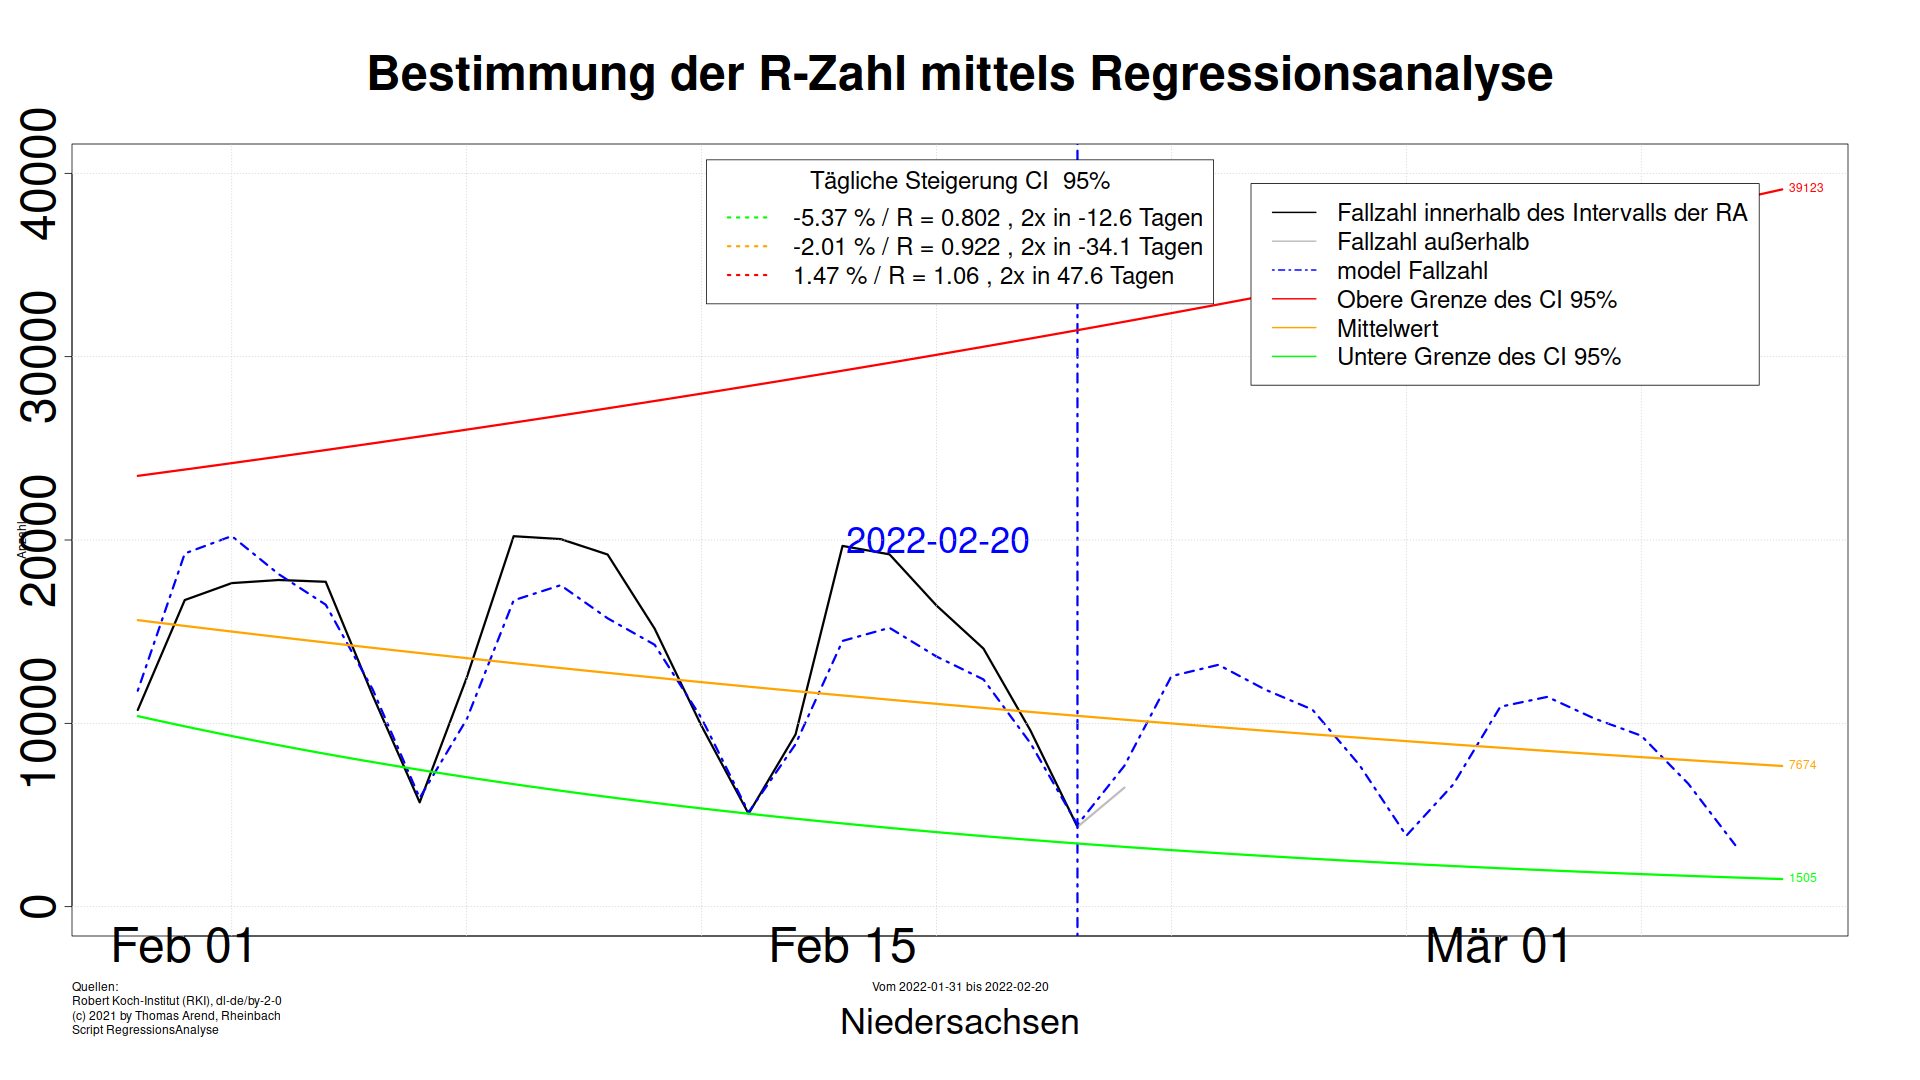 Bestimmung der R-Zahl mittels Regressionsanalyse
40000
30000
20000
10000
0
Anzahl
Tägliche Steigerung CI  95%
-5.37 % / R = 0.802 , 2x in -12.6 Tagen
-2.01 % / R = 0.922 , 2x in -34.1 Tagen
1.47 % / R = 1.06 , 2x in 47.6 Tagen
Fallzahl innerhalb des Intervalls der RA
Fallzahl außerhalb
model Fallzahl
Obere Grenze des CI 95%
Mittelwert
Untere Grenze des CI 95%
39123
2022-02-20
7674
1505
Feb 01
Feb 15
Mär 01
Quellen:
Robert Koch-Institut (RKI), dl-de/by-2-0
(c) 2021 by Thomas Arend, Rheinbach
Script RegressionsAnalyse
Vom 2022-01-31 bis 2022-02-20
Niedersachsen